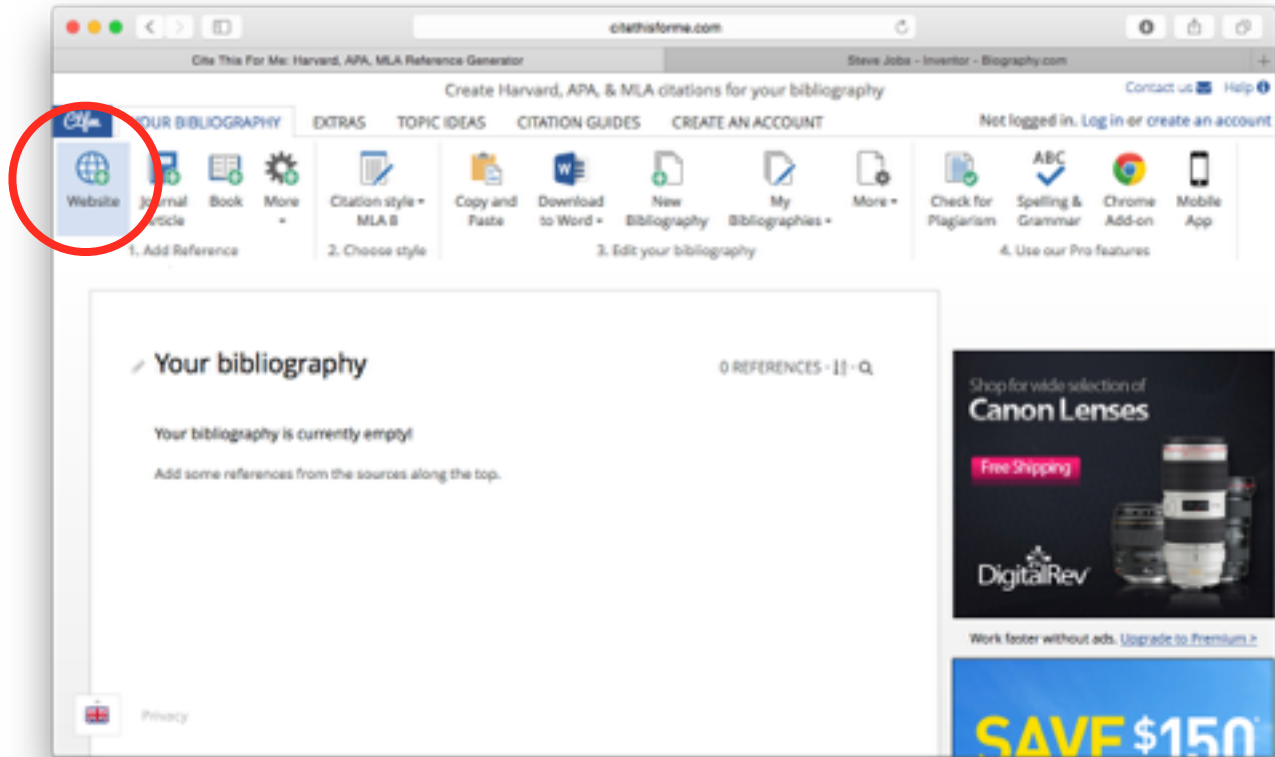 citethisforme.com
Cite This For Me: Harvard, APA, MLA Reference Generator
Steve Jobs - Inventor - Biography.com
Create Harvard, APA, & MLA citations for your bibliography
Contact us Help
Ctfm YOUR BIBLIOGRAPHY EXTRAS TOPIC IDEAS CITATION GUIDES CREATE AN ACCOUNT Not logged in. Log in or create an account
Website Journal Article Book More Citation style MLA 8 Copy and Paste Download to Word New Bibliography My Bibliographies More Check for Plagiarism ABC Spelling & Grammar Chrome Add-on Mobile App
1. Add Reference 2. Choose style 3. Edit your bibliography 4. Use our Pro features
Your bibliography
0 REFERENCES
Your bibliography is currently empty!
Add some references from the sources along the top.
Shop for wide selection of
Canon Lenses
Free Shipping
DigitalRev
Work faster without ads. Upgrade to Premium >
SAVE $150*
Privacy